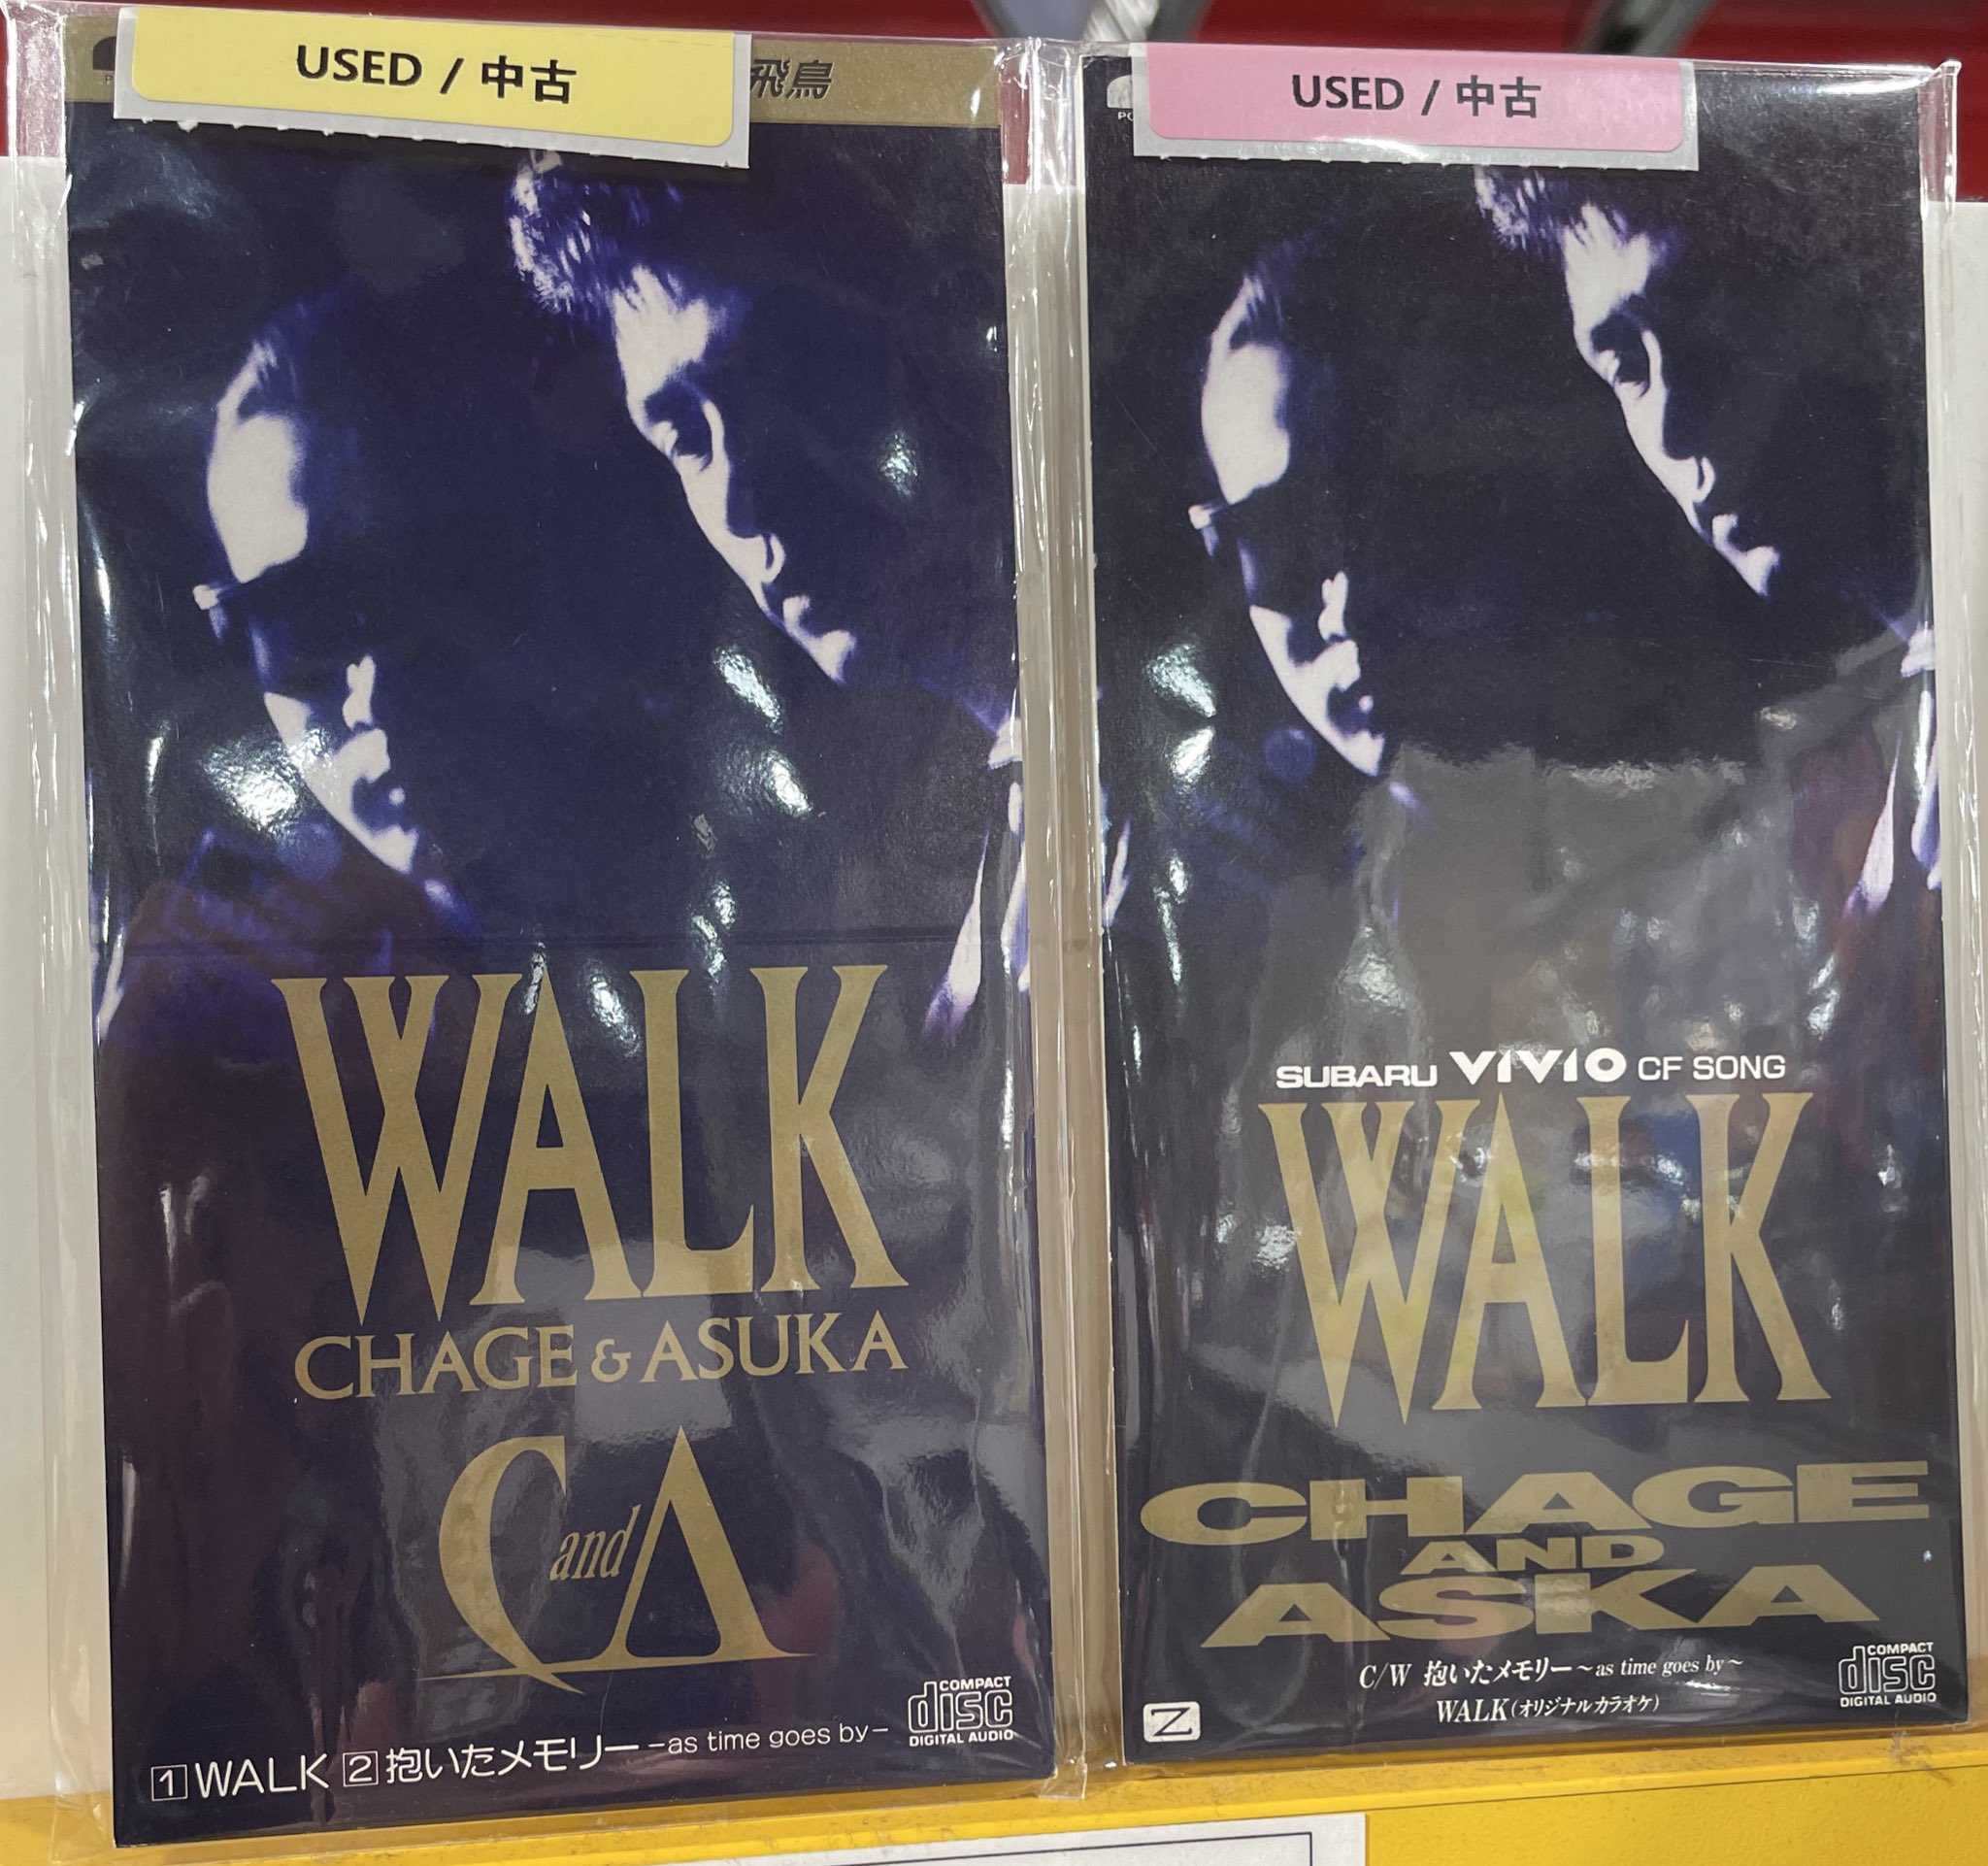 USED / 中古
飛鳥
WALK
CHAGE & ASUKA
C and A
COMPACT
disc
DIGITAL AUDIO
1 WALK 2 抱いたメモリー -as time goes by-
USED / 中古
SUBARU VIVIO CF SONG
WALK
CHAGE
AND
ASKA
C/W 抱いたメモリー ~as time goes by~
WALK (オリジナルカラオケ)
Z
COMPACT
disc
DIGITAL AUDIO